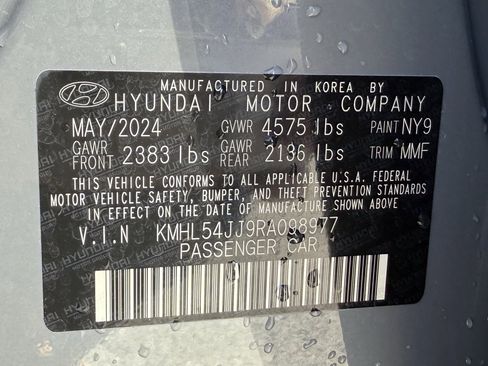 MANUFACTURED IN KOREA BY
HYUNDAI MOTOR COMPANY
MAY/2024 GVWR 4575 lbs PAINT NY9
GAWR FRONT 2383 lbs GAWR REAR 2136 lbs TRIM MMF
THIS VEHICLE CONFORMS TO ALL APPLICABLE U.S.A. FEDERAL
MOTOR VEHICLE SAFETY, BUMPER, AND THEFT PREVENTION STANDARDS
IN EFFECT ON THE DATE OF MANUFACTURE SHOWN ABOVE
V.I.N KMHL54JJ9RA098977
PASSENGER CAR